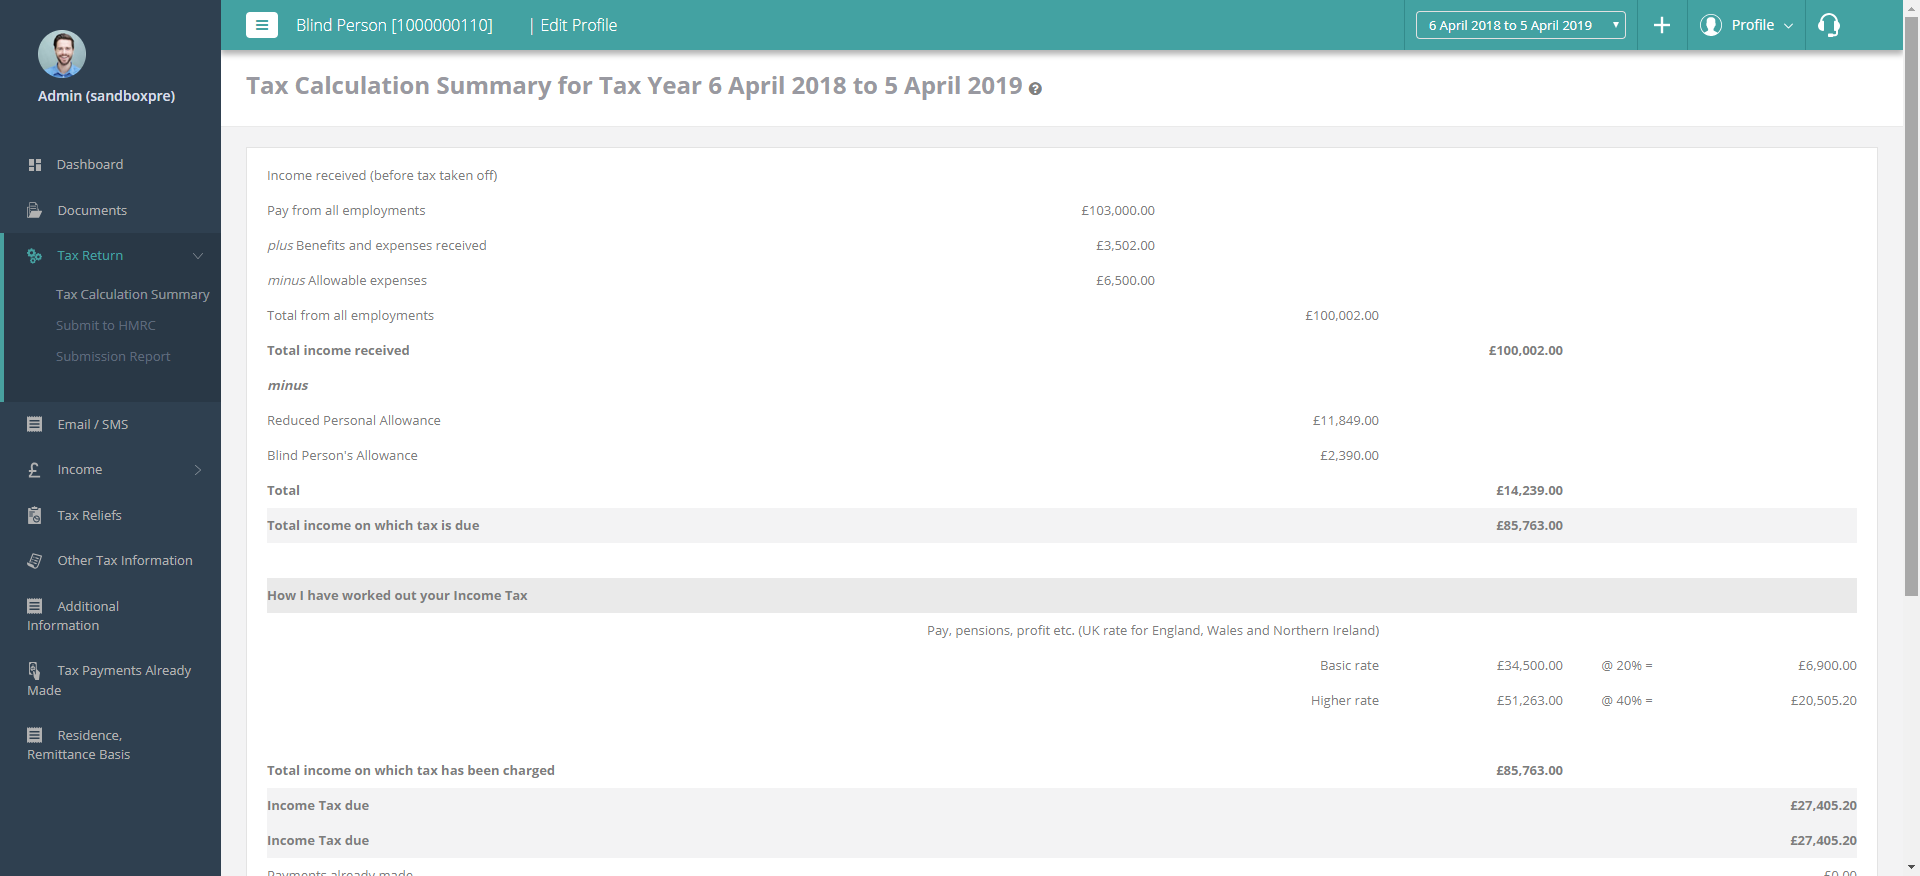 Blind Person [1000000110] | Edit Profile
6 April 2018 to 5 April 2019
Profile
Admin (sandboxpre)
Dashboard
Documents
Tax Return
Tax Calculation Summary
Submit to HMRC
Submission Report
Email / SMS
£ Income
Tax Reliefs
Other Tax Information
Additional
Information
Tax Payments Already
Made
Residence,
Remittance Basis
Tax Calculation Summary for Tax Year 6 April 2018 to 5 April 2019 ?
Income received (before tax taken off)
Pay from all employments £103,000.00
plus Benefits and expenses received £3,502.00
minus Allowable expenses £6,500.00
Total from all employments £100,002.00
Total income received £100,002.00
minus
Reduced Personal Allowance £11,849.00
Blind Person's Allowance £2,390.00
Total £14,239.00
Total income on which tax is due £85,763.00
How I have worked out your Income Tax
Pay, pensions, profit etc. (UK rate for England, Wales and Northern Ireland)
Basic rate £34,500.00 @ 20% = £6,900.00
Higher rate £51,263.00 @ 40% = £20,505.20
Total income on which tax has been charged £85,763.00
Income Tax due £27,405.20
Income Tax due £27,405.20
Payments already made £0.00